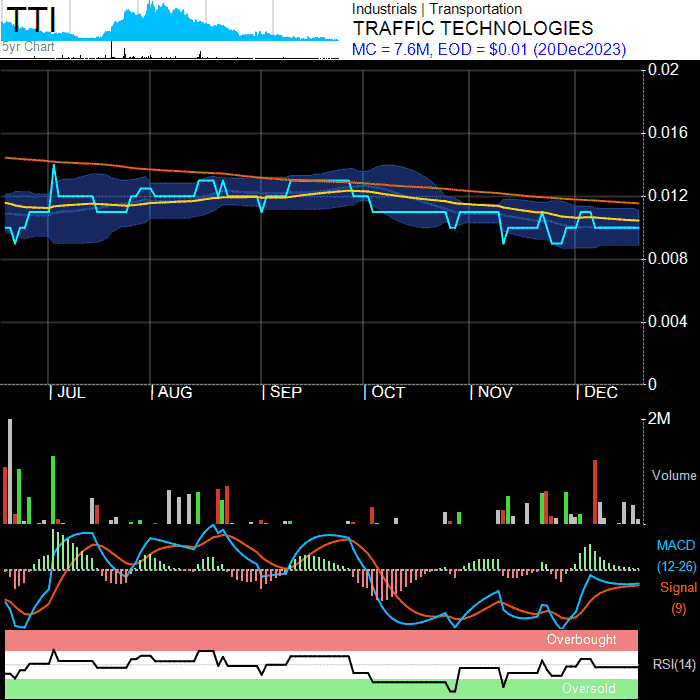 TTI
5yr Chart
Industrials | Transportation
TRAFFIC TECHNOLOGIES
MC = 7.6M, EOD = $0.01 (20Dec2023)
0.02
0.016
0.012
0.008
0.004
0
| JUL | AUG | SEP | OCT | NOV | DEC
2M
Volume
MACD
(12-26)
Signal
(9)
Overbought
RSI(14)
Oversold